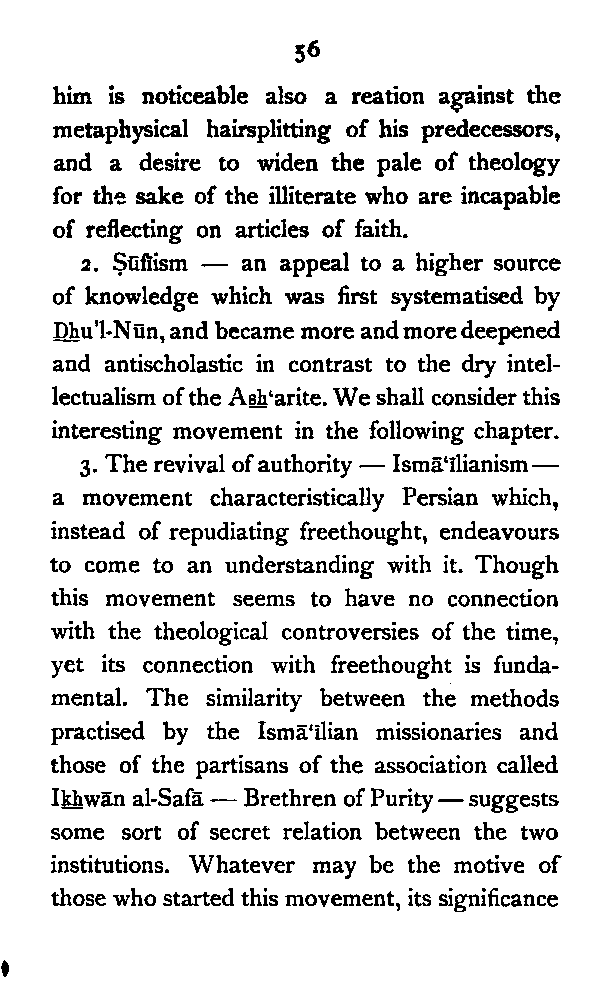 56
him is noticeable also a reation against the
metaphysical hairsplitting of his predecessors,
and a desire to widen the pale of theology
for the sake of the illiterate who are incapable
of reflecting on articles of faith.
2. Ṣūfiism — an appeal to a higher source
of knowledge which was first systematised by
D̲h̲u'l-Nūn, and became more and more deepened
and antischolastic in contrast to the dry intel-
lectualism of the As̲h̲‘arite. We shall consider this
interesting movement in the following chapter.
3. The revival of authority — Ismā‘īlianism —
a movement characteristically Persian which,
instead of repudiating freethought, endeavours
to come to an understanding with it. Though
this movement seems to have no connection
with the theological controversies of the time,
yet its connection with freethought is funda-
mental. The similarity between the methods
practised by the Ismā‘īlian missionaries and
those of the partisans of the association called
Ik̲h̲wān al-Safā — Brethren of Purity — suggests
some sort of secret relation between the two
institutions. Whatever may be the motive of
those who started this movement, its significance